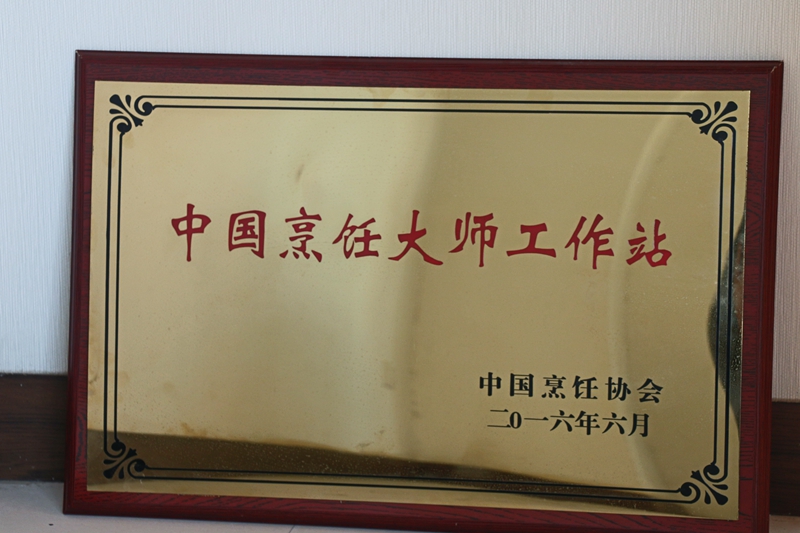 中国烹饪大师工作站
中国烹饪协会
二0一六年六月